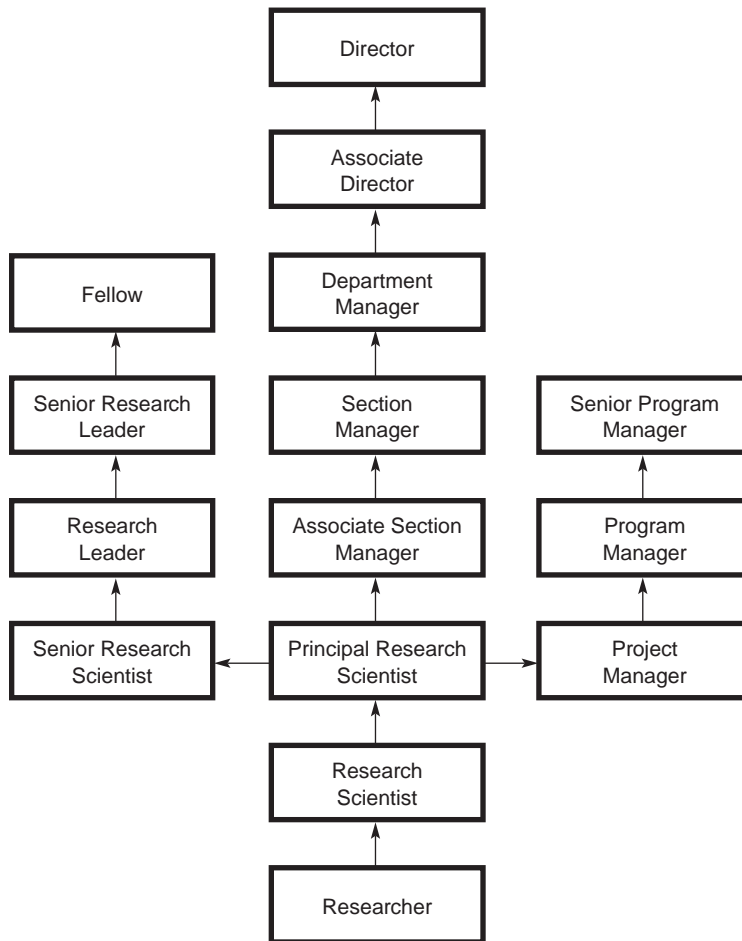 Director
Associate
Director
Department
Manager
Fellow
Senior Research
Leader
Section
Manager
Senior Program
Manager
Research
Leader
Associate Section
Manager
Program
Manager
Senior Research
Scientist
Principal Research
Scientist
Project
Manager
Research
Scientist
Researcher